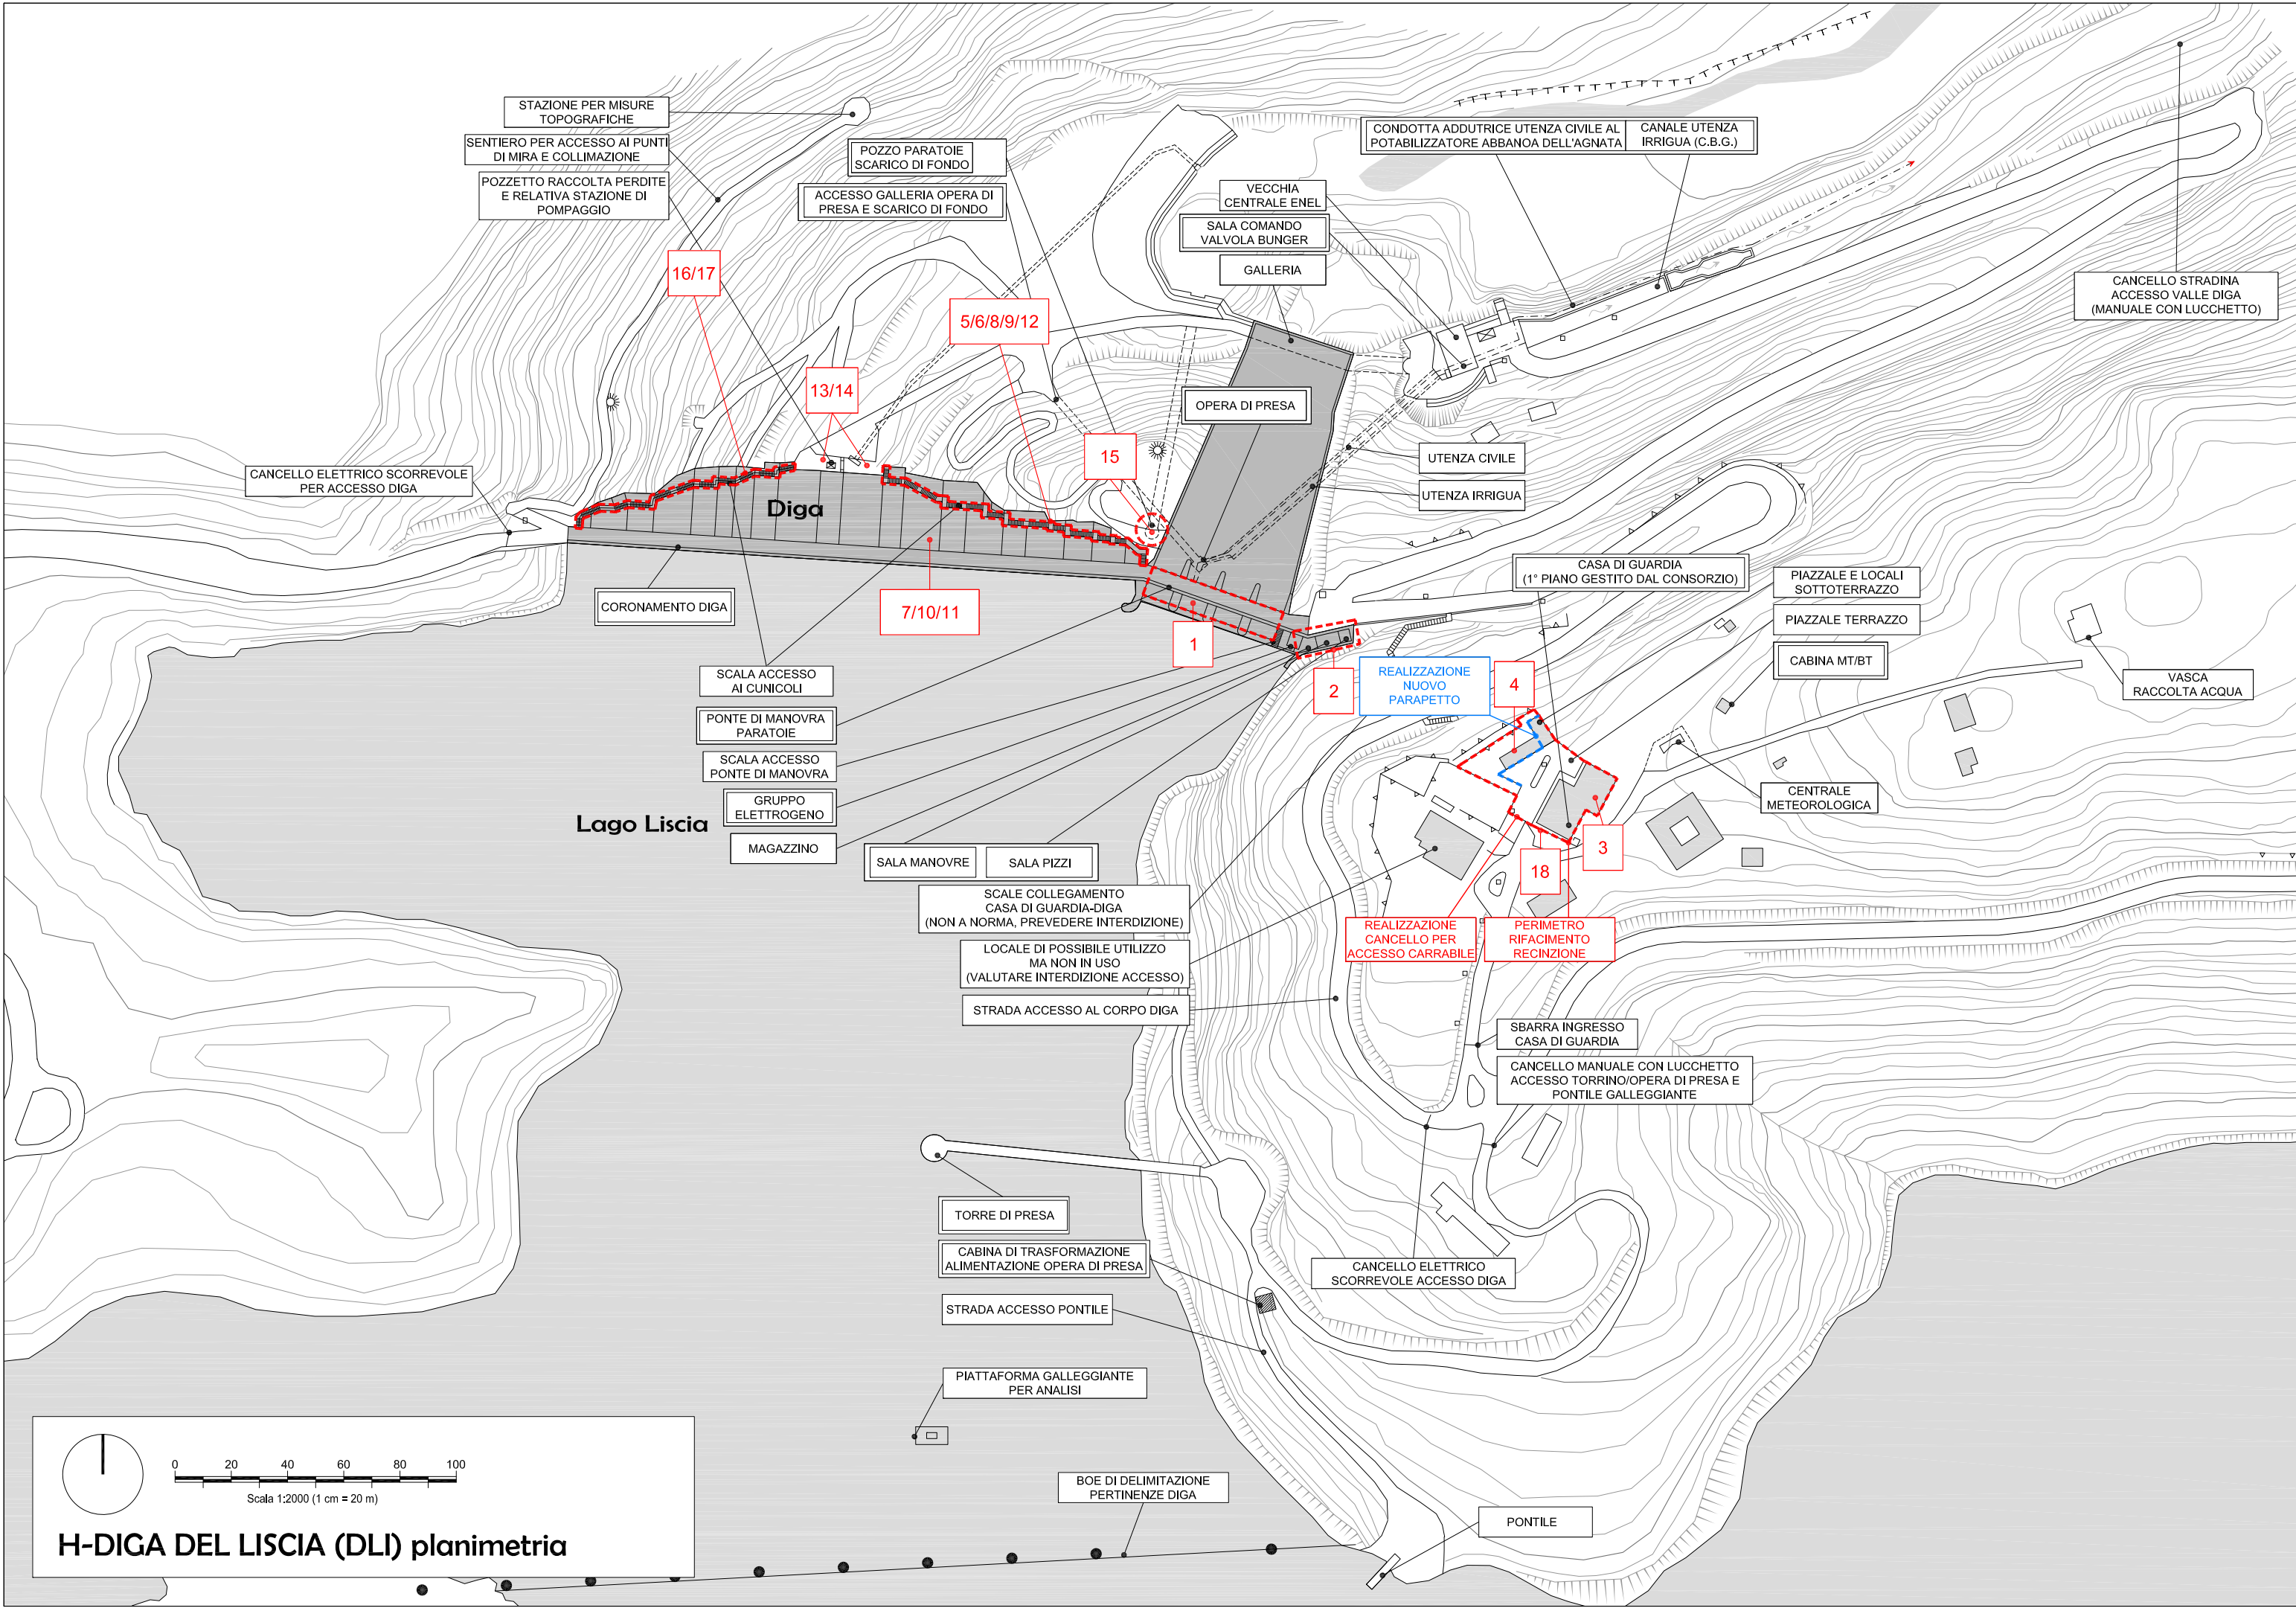 STAZIONE PER MISURE
TOPOGRAFICHE
SENTIERO PER ACCESSO AI PUNTI
DI MIRA E COLLIMAZIONE
POZZETTO RACCOLTA PERDITE
E RELATIVA STAZIONE DI
POMPAGGIO
POZZO PARATOIE
SCARICO DI FONDO
ACCESSO GALLERIA OPERA DI
PRESA E SCARICO DI FONDO
CONDOTTA ADDUTRICE UTENZA CIVILE AL
POTABILIZZATORE ABBANOA DELL'AGNATA
CANALE UTENZA
IRRIGUA (C.B.G.)
VECCHIA
CENTRALE ENEL
SALA COMANDO
VALVOLA BUNGER
GALLERIA
CANCELLO STRADINA
ACCESSO VALLE DIGA
(MANUALE CON LUCCHETTO)
16/17
5/6/8/9/12
13/14
OPERA DI PRESA
15
UTENZA CIVILE
UTENZA IRRIGUA
CANCELLO ELETTRICO SCORREVOLE
PER ACCESSO DIGA
Diga
CORONAMENTO DIGA
7/10/11
1
2
CASA DI GUARDIA
(1° PIANO GESTITO DAL CONSORZIO)
PIAZZALE E LOCALI
SOTTOTERRAZZO
PIAZZALE TERRAZZO
CABINA MT/BT
VASCA
RACCOLTA ACQUA
REALIZZAZIONE
NUOVO
PARAPETTO
4
SCALA ACCESSO
AI CUNICOLI
PONTE DI MANOVRA
PARATOIE
SCALA ACCESSO
PONTE DI MANOVRA
GRUPPO
ELETTROGENO
MAGAZZINO
Lago Liscia
SALA MANOVRE
SALA PIZZI
CENTRALE
METEOROLOGICA
3
18
SCALE COLLEGAMENTO
CASA DI GUARDIA-DIGA
(NON A NORMA, PREVEDERE INTERDIZIONE)
LOCALE DI POSSIBILE UTILIZZO
MA NON IN USO
(VALUTARE INTERDIZIONE ACCESSO)
STRADA ACCESSO AL CORPO DIGA
REALIZZAZIONE
CANCELLO PER
ACCESSO CARRABILE
PERIMETRO
RIFACIMENTO
RECINZIONE
SBARRA INGRESSO
CASA DI GUARDIA
CANCELLO MANUALE CON LUCCHETTO
ACCESSO TORRINO/OPERA DI PRESA E
PONTILE GALLEGGIANTE
TORRE DI PRESA
CABINA DI TRASFORMAZIONE
ALIMENTAZIONE OPERA DI PRESA
CANCELLO ELETTRICO
SCORREVOLE ACCESSO DIGA
STRADA ACCESSO PONTILE
PIATTAFORMA GALLEGGIANTE
PER ANALISI
BOE DI DELIMITAZIONE
PERTINENZE DIGA
PONTILE
0 20 40 60 80 100
Scala 1:2000 (1 cm = 20 m)
H-DIGA DEL LISCIA (DLI) planimetria